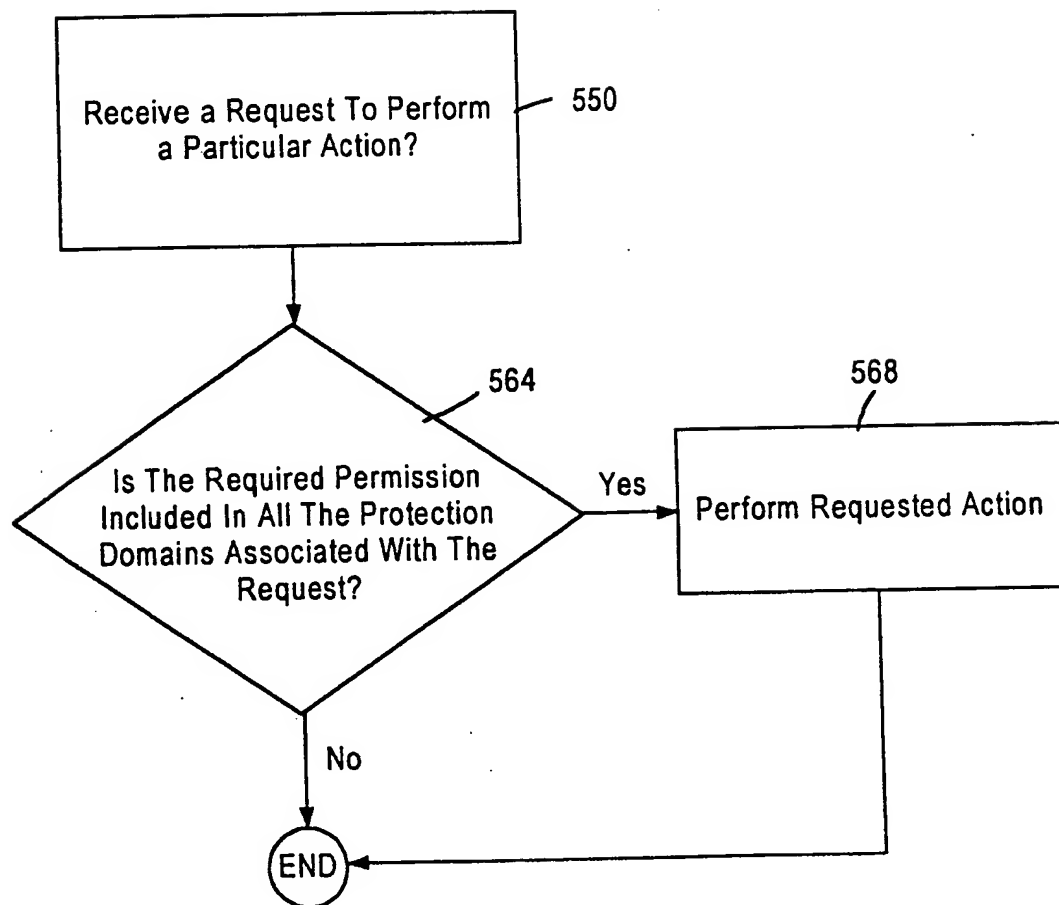 Receive a Request To Perform
a Particular Action?
550
564
Is The Required Permission
Included In All The Protection
Domains Associated With The
Request?
Yes
568
Perform Requested Action
No
END